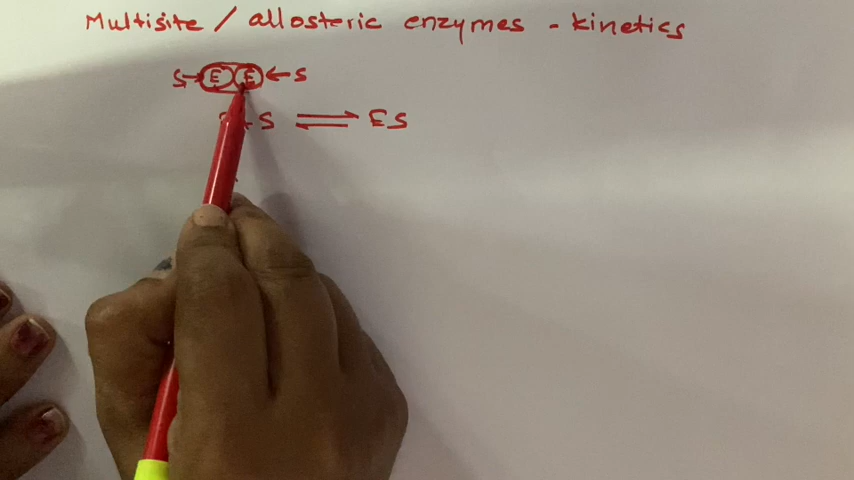 Multisite / allosteric enzymes - kinetics
S → E E ← S
S ⇌ ES